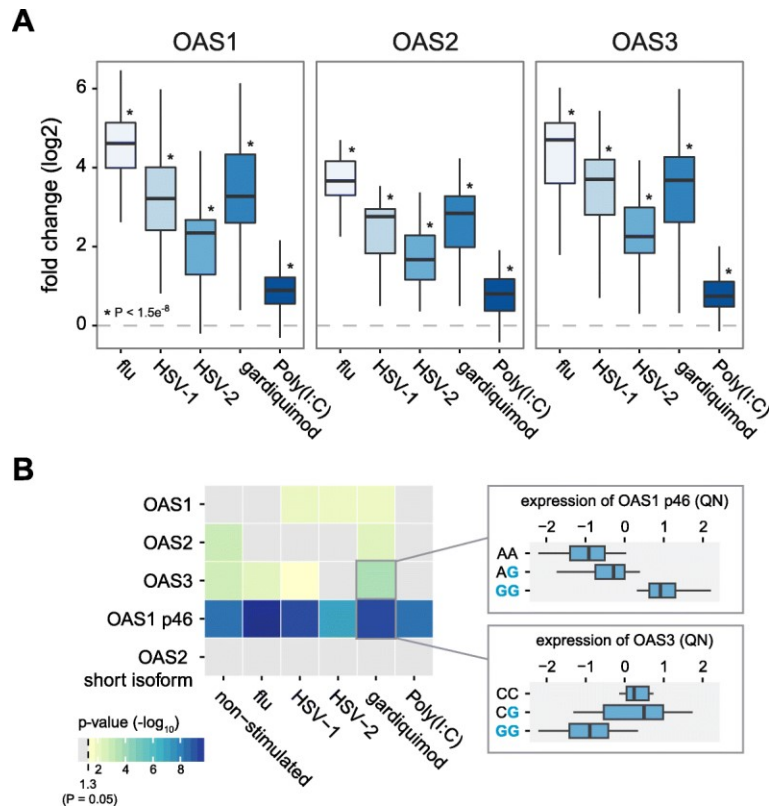 A
OAS1 OAS2 OAS3
fold change (log2)
6
4
2
0
* * * * *
* * * * *
* * * * *
* P < 1.5e⁻⁸
flu HSV-1 HSV-2 gardiquimod Poly(I:C)
flu HSV-1 HSV-2 gardiquimod Poly(I:C)
flu HSV-1 HSV-2 gardiquimod Poly(I:C)
B
OAS1
OAS2
OAS3
OAS1 p46
OAS2
short isoform
non-stimulated flu HSV-1 HSV-2 gardiquimod Poly(I:C)
p-value (-log₁₀)
2 4 6 8
1.3
(P = 0.05)
expression of OAS1 p46 (QN)
−2 −1 0 1 2
AA
AG
GG
expression of OAS3 (QN)
−2 −1 0 1 2
CC
CG
GG